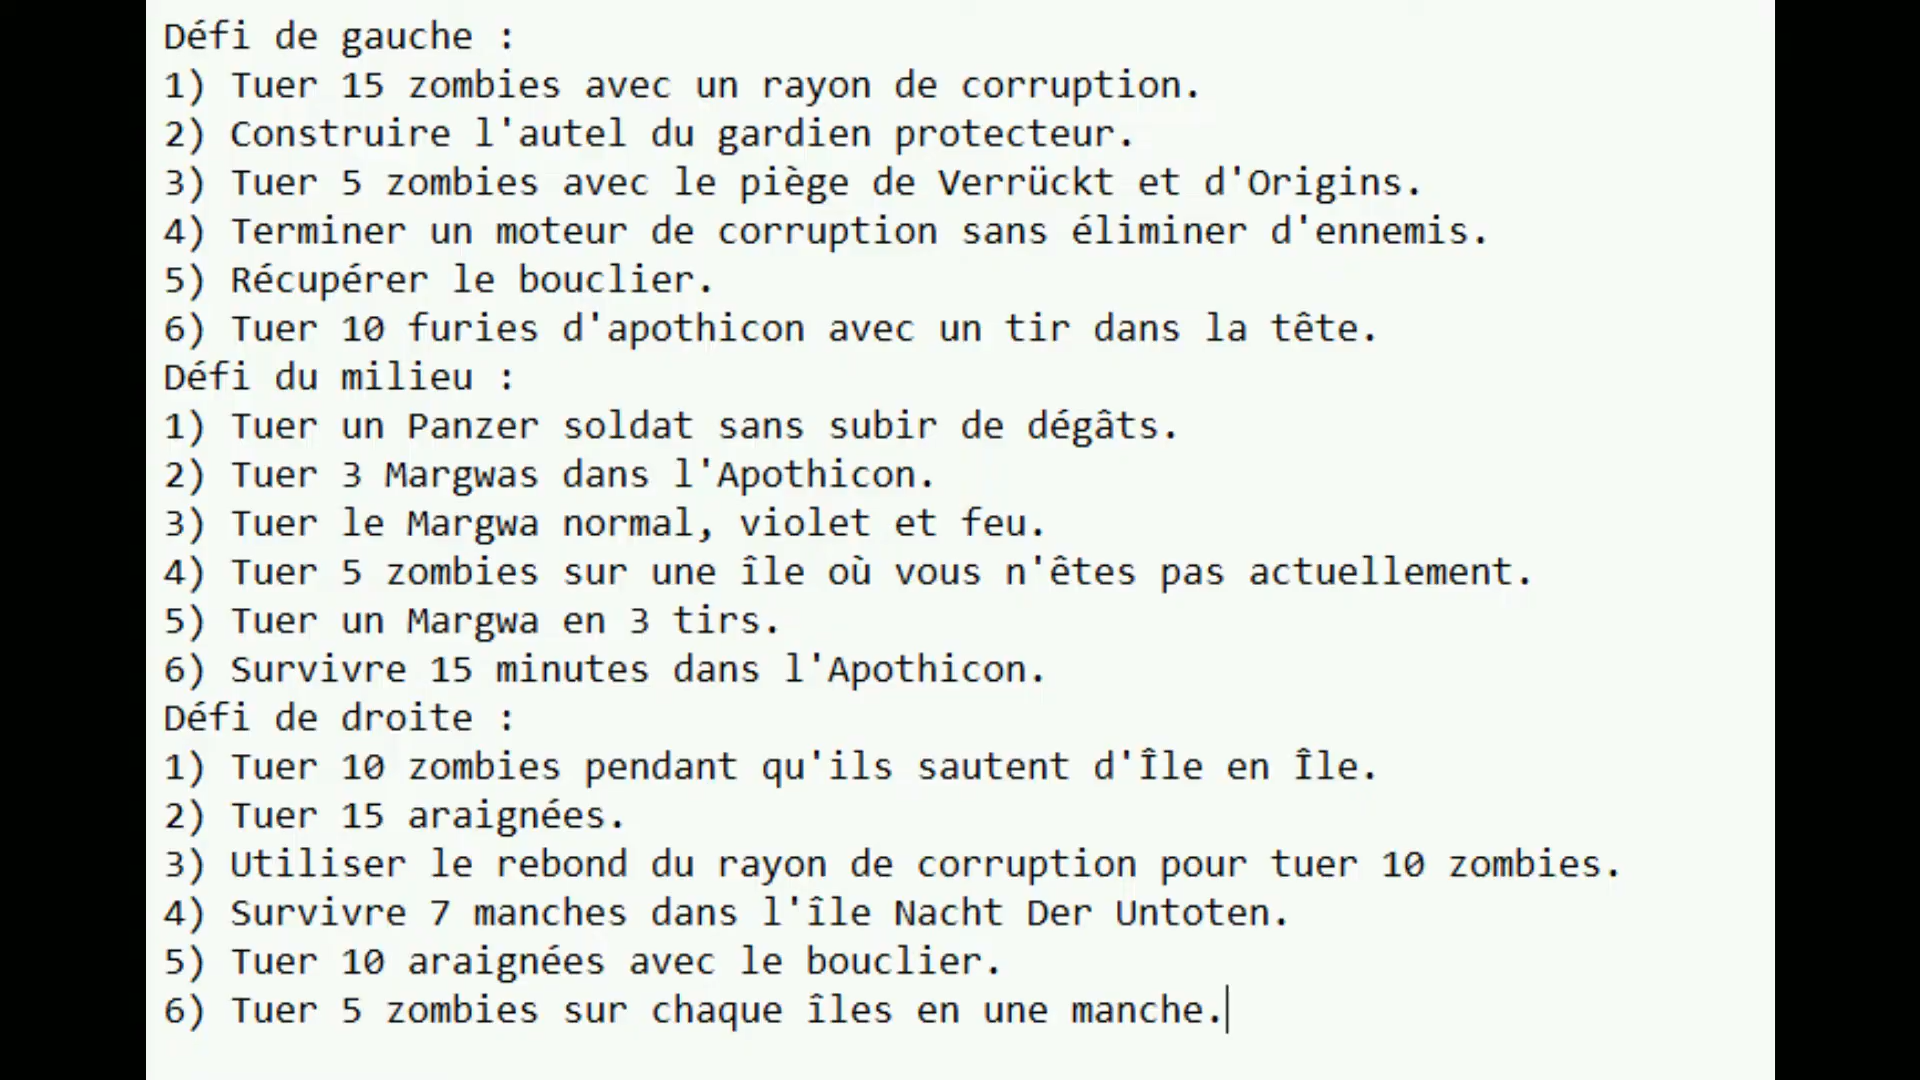 Défi de gauche :
1) Tuer 15 zombies avec un rayon de corruption.
2) Construire l'autel du gardien protecteur.
3) Tuer 5 zombies avec le piège de Verrückt et d'Origins.
4) Terminer un moteur de corruption sans éliminer d'ennemis.
5) Récupérer le bouclier.
6) Tuer 10 furies d'apothicon avec un tir dans la tête.
Défi du milieu :
1) Tuer un Panzer soldat sans subir de dégâts.
2) Tuer 3 Margwas dans l'Apothicon.
3) Tuer le Margwa normal, violet et feu.
4) Tuer 5 zombies sur une île où vous n'êtes pas actuellement.
5) Tuer un Margwa en 3 tirs.
6) Survivre 15 minutes dans l'Apothicon.
Défi de droite :
1) Tuer 10 zombies pendant qu'ils sautent d'Île en Île.
2) Tuer 15 araignées.
3) Utiliser le rebond du rayon de corruption pour tuer 10 zombies.
4) Survivre 7 manches dans l'île Nacht Der Untoten.
5) Tuer 10 araignées avec le bouclier.
6) Tuer 5 zombies sur chaque îles en une manche.